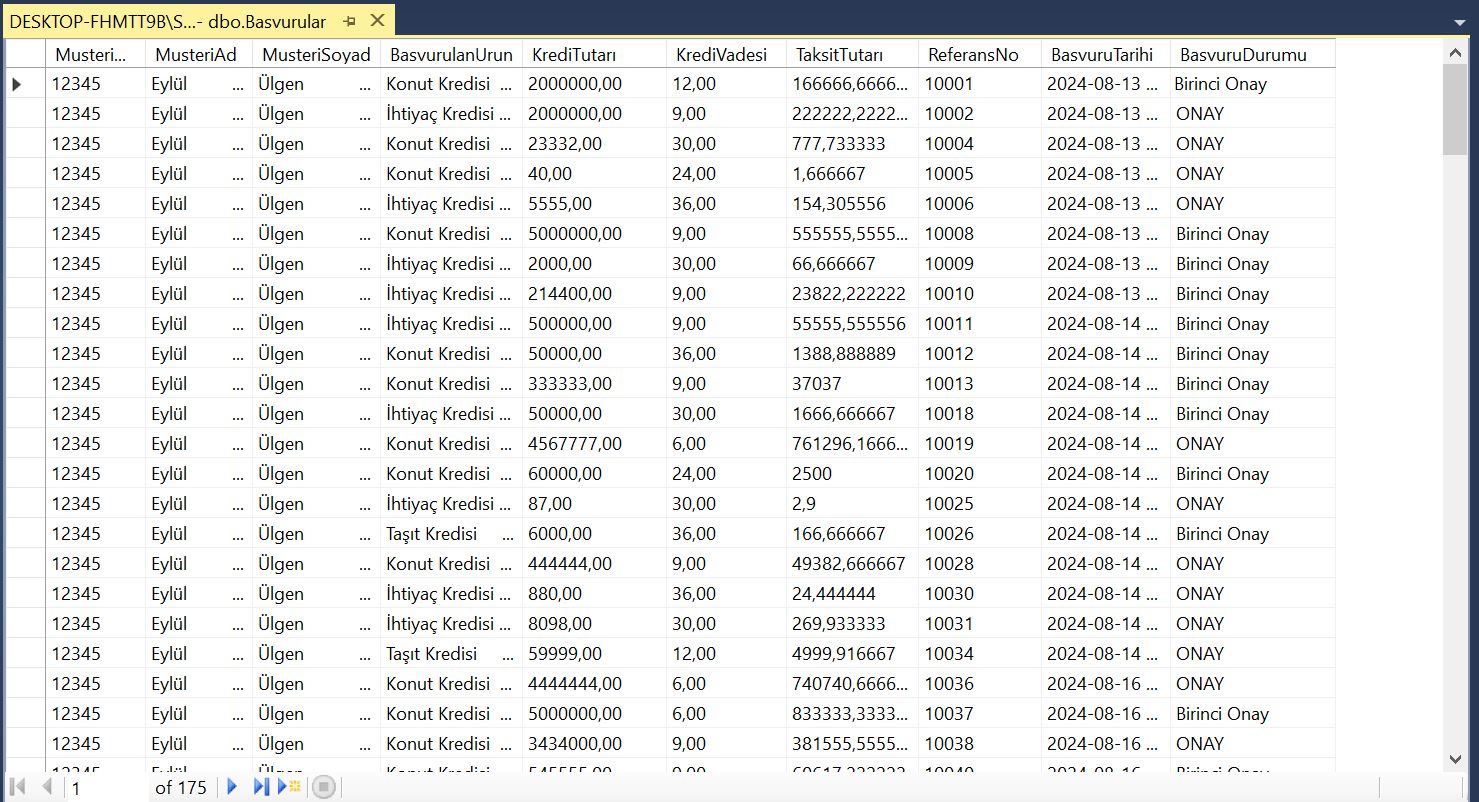 DESKTOP-FHMTT9B\S...- dbo.Basvurular
Musteri... MusteriAd MusteriSoyad BasvurulanUrun KrediTutarı KrediVadesi TaksitTutarı ReferansNo BasvuruTarihi BasvuruDurumu
12345 Eylül ... Ülgen ... Konut Kredisi ... 2000000,00 12,00 166666,6666... 10001 2024-08-13 ... Birinci Onay
12345 Eylül ... Ülgen ... İhtiyaç Kredisi ... 2000000,00 9,00 222222,2222... 10002 2024-08-13 ... ONAY
12345 Eylül ... Ülgen ... Konut Kredisi ... 23332,00 30,00 777,733333 10004 2024-08-13 ... ONAY
12345 Eylül ... Ülgen ... Konut Kredisi ... 40,00 24,00 1,666667 10005 2024-08-13 ... ONAY
12345 Eylül ... Ülgen ... İhtiyaç Kredisi ... 5555,00 36,00 154,305556 10006 2024-08-13 ... ONAY
12345 Eylül ... Ülgen ... Konut Kredisi ... 5000000,00 9,00 555555,5555... 10008 2024-08-13 ... Birinci Onay
12345 Eylül ... Ülgen ... İhtiyaç Kredisi ... 2000,00 30,00 66,666667 10009 2024-08-13 ... Birinci Onay
12345 Eylül ... Ülgen ... İhtiyaç Kredisi ... 214400,00 9,00 23822,222222 10010 2024-08-13 ... Birinci Onay
12345 Eylül ... Ülgen ... İhtiyaç Kredisi ... 500000,00 9,00 55555,555556 10011 2024-08-14 ... Birinci Onay
12345 Eylül ... Ülgen ... Konut Kredisi ... 50000,00 36,00 1388,888889 10012 2024-08-14 ... Birinci Onay
12345 Eylül ... Ülgen ... Konut Kredisi ... 333333,00 9,00 37037 10013 2024-08-14 ... Birinci Onay
12345 Eylül ... Ülgen ... İhtiyaç Kredisi ... 50000,00 30,00 1666,666667 10018 2024-08-14 ... Birinci Onay
12345 Eylül ... Ülgen ... Konut Kredisi ... 4567777,00 6,00 761296,1666... 10019 2024-08-14 ... ONAY
12345 Eylül ... Ülgen ... Konut Kredisi ... 60000,00 24,00 2500 10020 2024-08-14 ... Birinci Onay
12345 Eylül ... Ülgen ... İhtiyaç Kredisi ... 87,00 30,00 2,9 10025 2024-08-14 ... ONAY
12345 Eylül ... Ülgen ... Taşıt Kredisi ... 6000,00 36,00 166,666667 10026 2024-08-14 ... Birinci Onay
12345 Eylül ... Ülgen ... Konut Kredisi ... 444444,00 9,00 49382,666667 10028 2024-08-14 ... ONAY
12345 Eylül ... Ülgen ... İhtiyaç Kredisi ... 880,00 36,00 24,444444 10030 2024-08-14 ... ONAY
12345 Eylül ... Ülgen ... İhtiyaç Kredisi ... 8098,00 30,00 269,933333 10031 2024-08-14 ... ONAY
12345 Eylül ... Ülgen ... Taşıt Kredisi ... 59999,00 12,00 4999,916667 10034 2024-08-14 ... ONAY
12345 Eylül ... Ülgen ... Konut Kredisi ... 4444444,00 6,00 740740,6666... 10036 2024-08-16 ... ONAY
12345 Eylül ... Ülgen ... Konut Kredisi ... 5000000,00 6,00 833333,3333... 10037 2024-08-16 ... Birinci Onay
12345 Eylül ... Ülgen ... Konut Kredisi ... 3434000,00 9,00 381555,5555... 10038 2024-08-16 ... ONAY
1 of 175